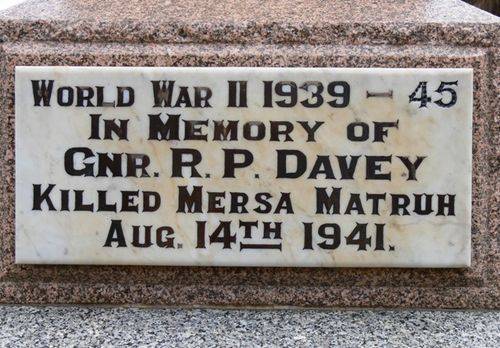 World War II 1939 – 45
In Memory of
Gnr. R. P. Davey
Killed Mersa Matruh
Aug. 14th 1941.